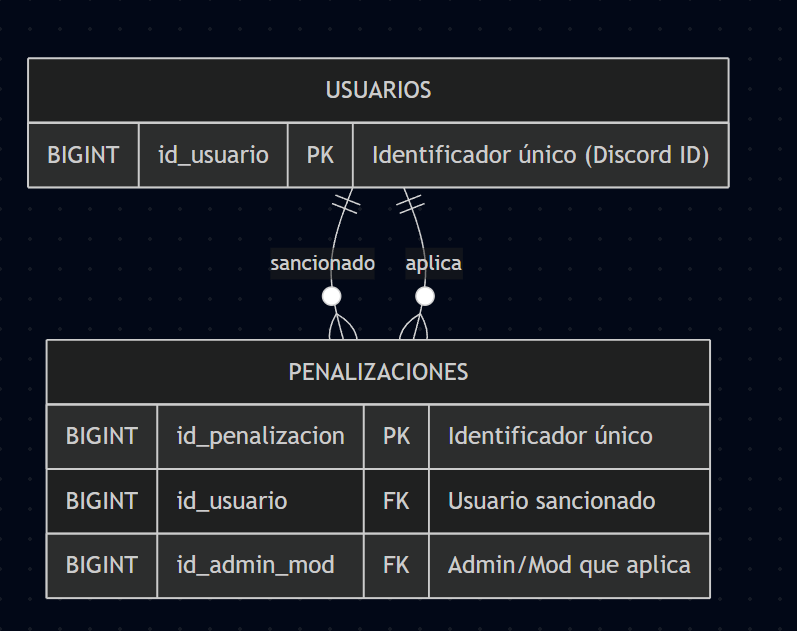 USUARIOS
BIGINT id_usuario PK Identificador único (Discord ID)
sancionado aplica
PENALIZACIONES
BIGINT id_penalizacion PK Identificador único
BIGINT id_usuario FK Usuario sancionado
BIGINT id_admin_mod FK Admin/Mod que aplica